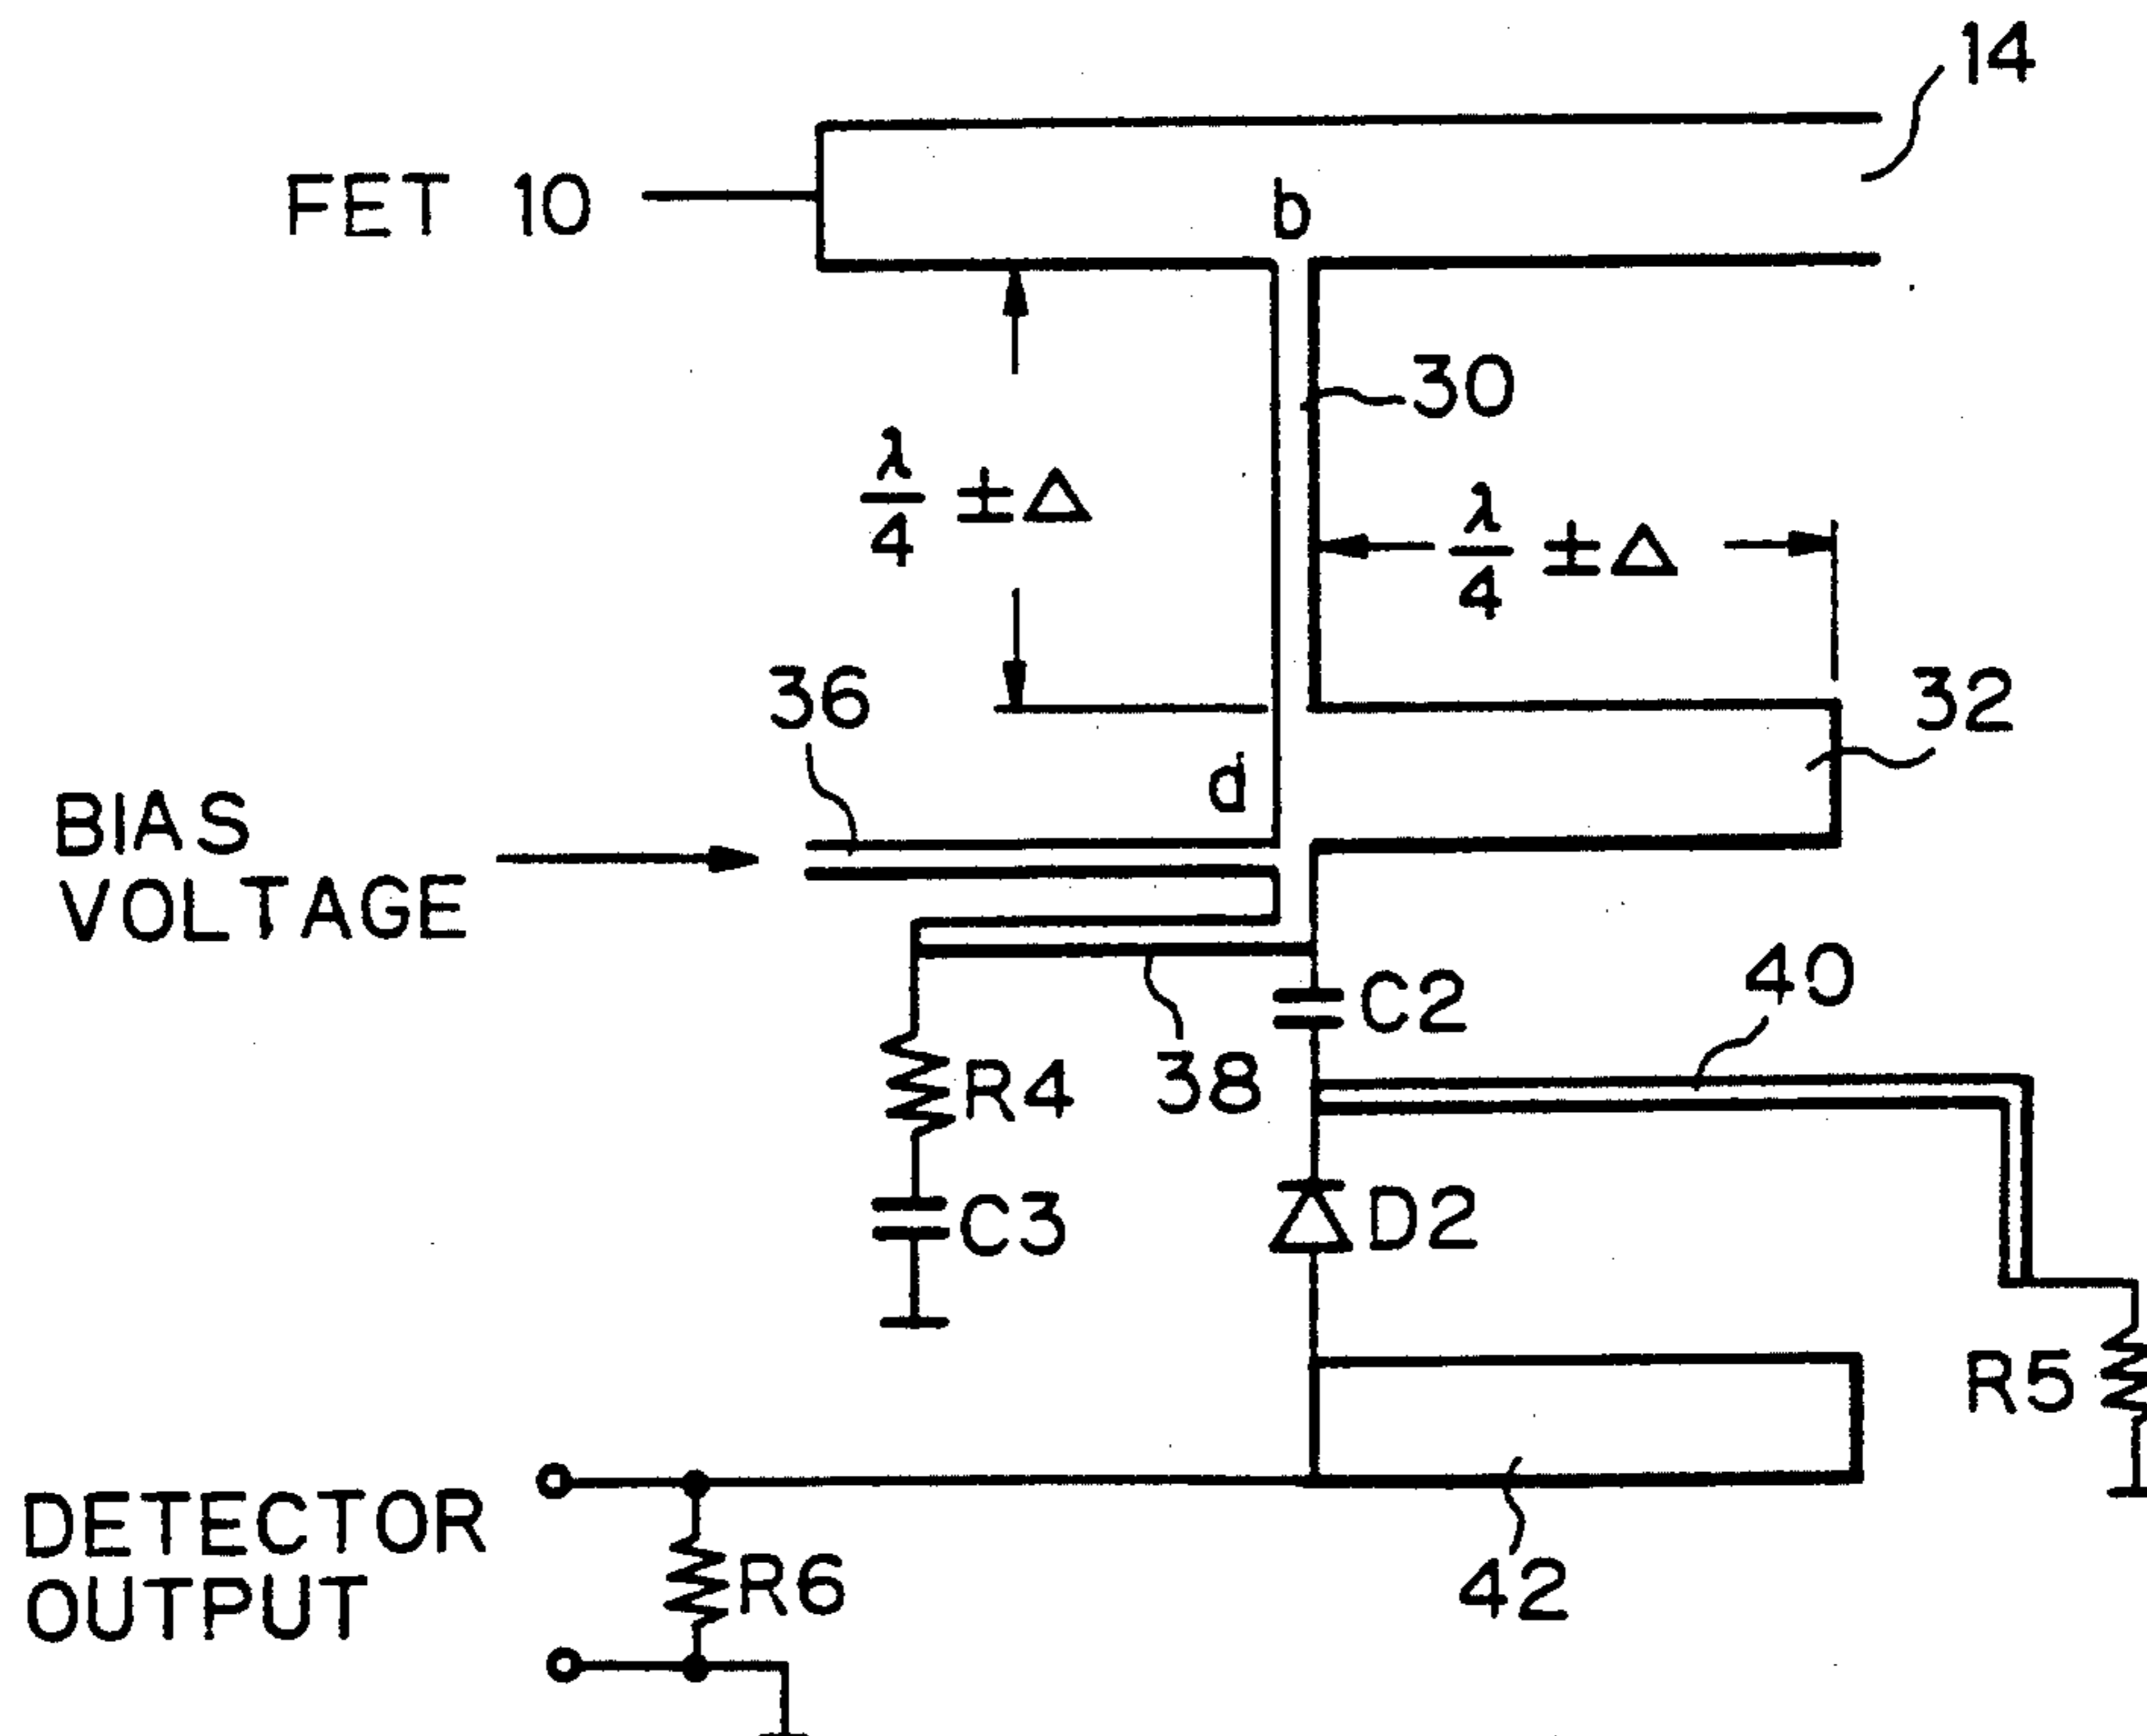 14
FET 10
b
30
λ/4 ±Δ
λ/4 ±Δ
36
32
a
BIAS
VOLTAGE
40
C2
R4
38
C3
D2
R5
DETECTOR
OUTPUT
R6
42